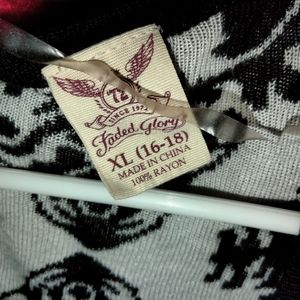 72
SINCE 1972
Faded Glory
XL (16-18)
MADE IN CHINA
100% RAYON